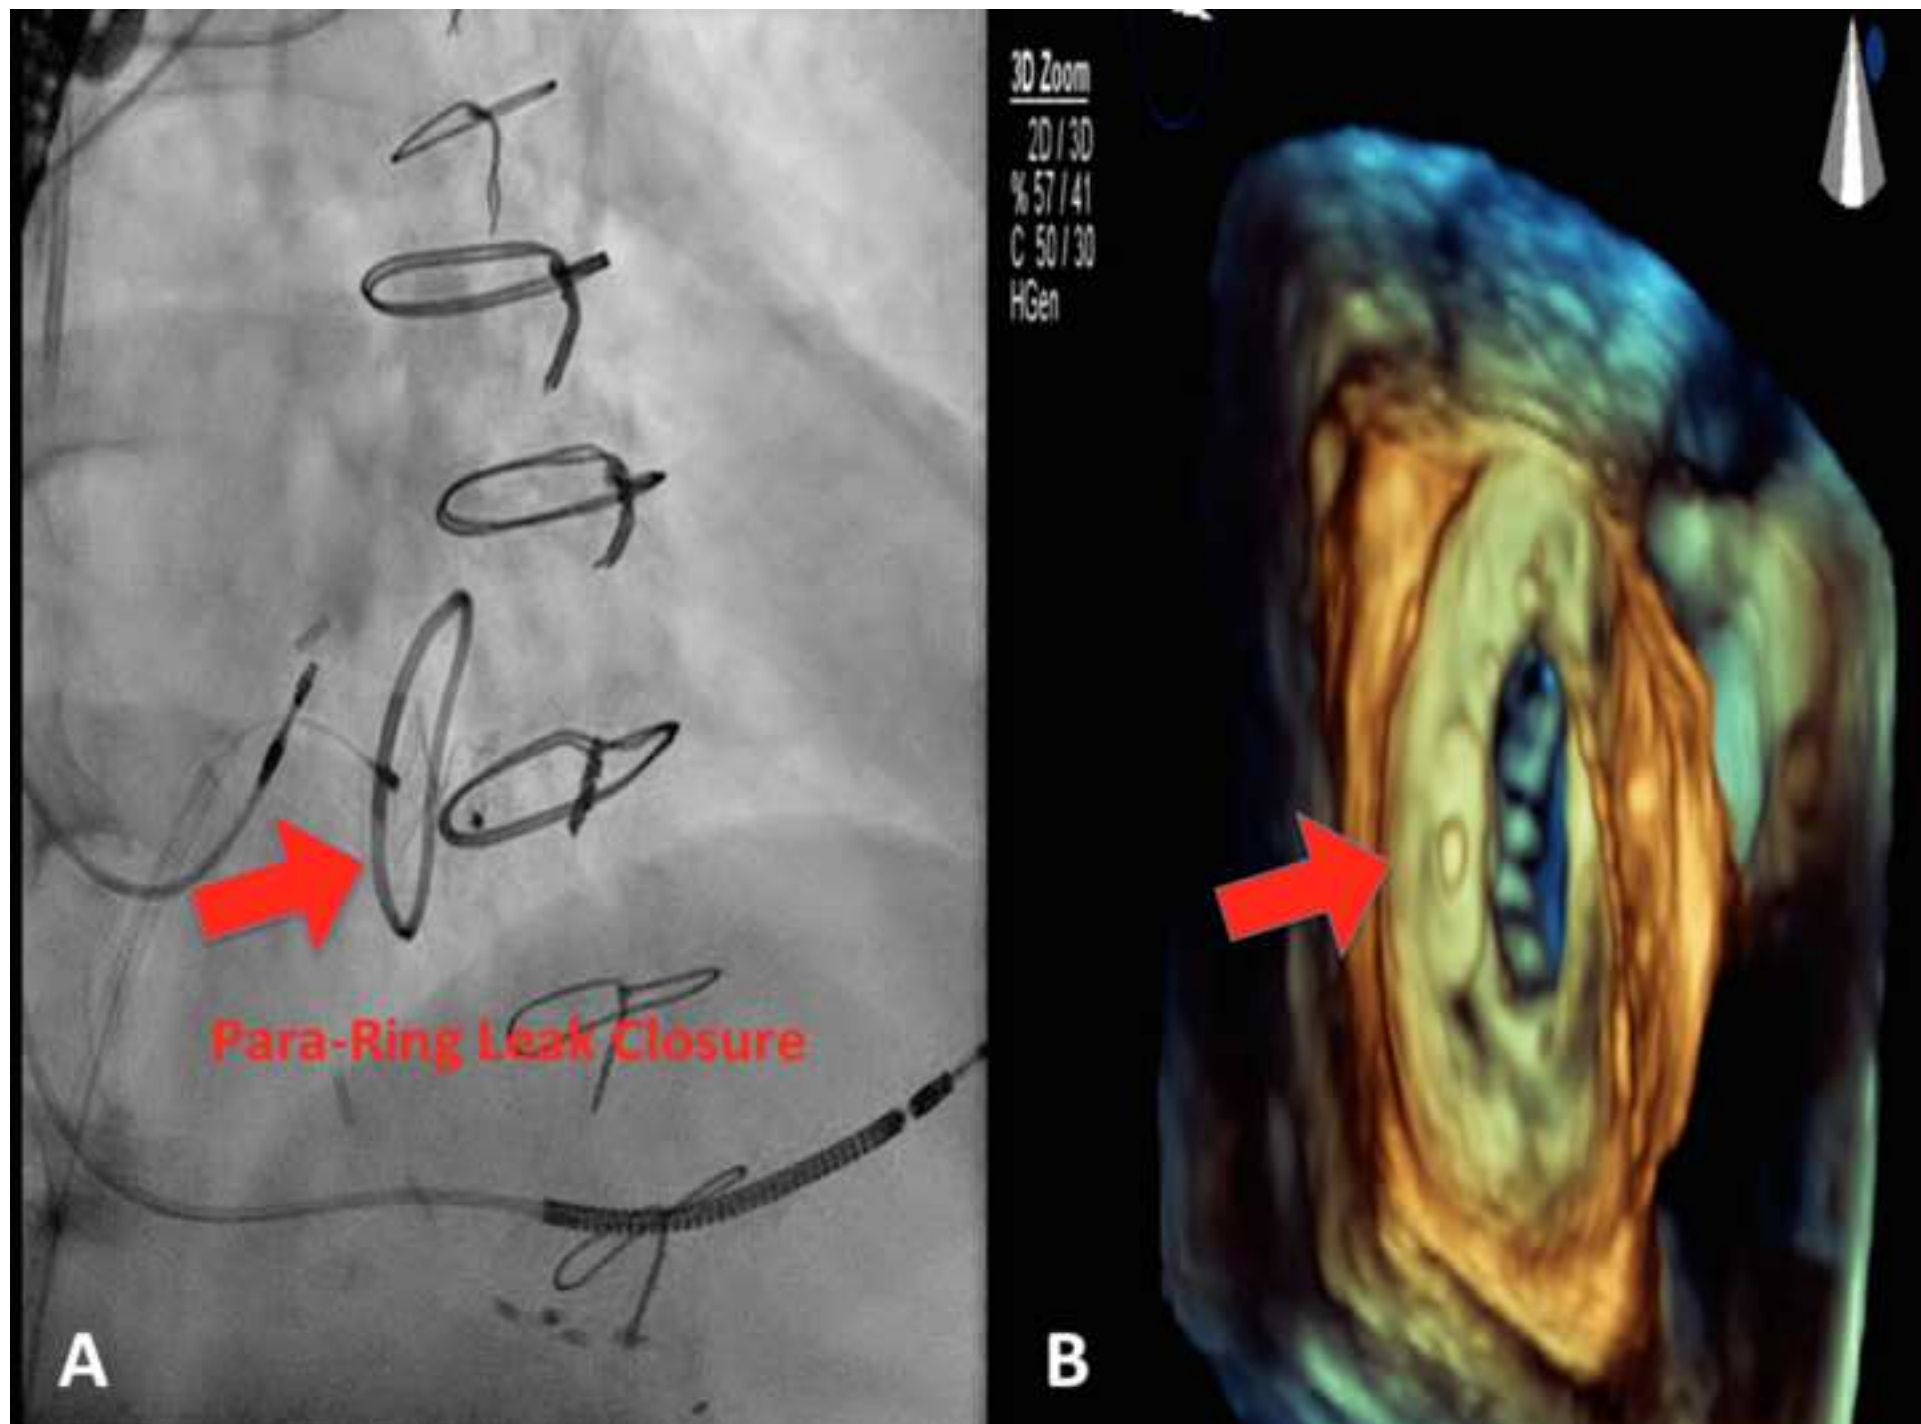 3D Zoom
2D / 3D
% 57 / 41
C 50 / 30
HGen
Para-Ring Leak Closure
A
B